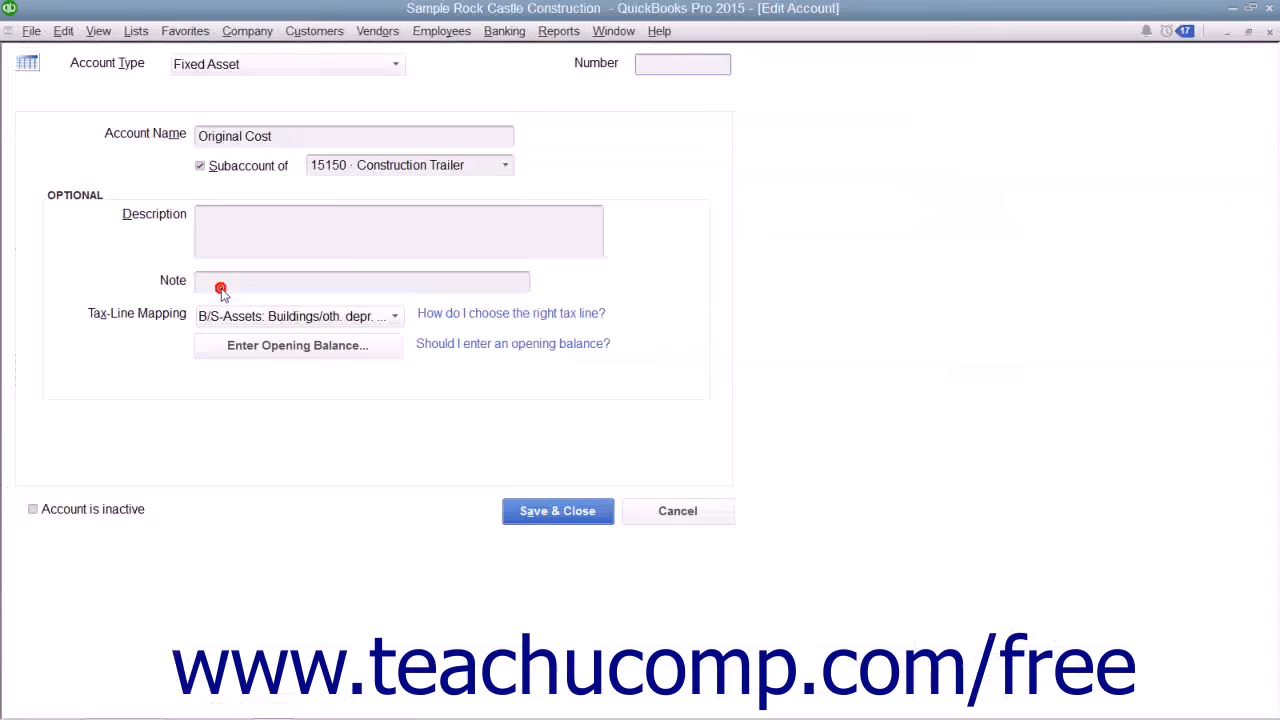 Sample Rock Castle Construction - QuickBooks Pro 2015 - [Edit Account]
File Edit View Lists Favorites Company Customers Vendors Employees Banking Reports Window Help 17
Account Type Fixed Asset Number
Account Name Original Cost
Subaccount of 15150 · Construction Trailer
OPTIONAL
Description
Note
Tax-Line Mapping B/S-Assets: Buildings/oth. depr. ... How do I choose the right tax line?
Enter Opening Balance... Should I enter an opening balance?
Account is inactive Save & Close Cancel
www.teachucomp.com/free